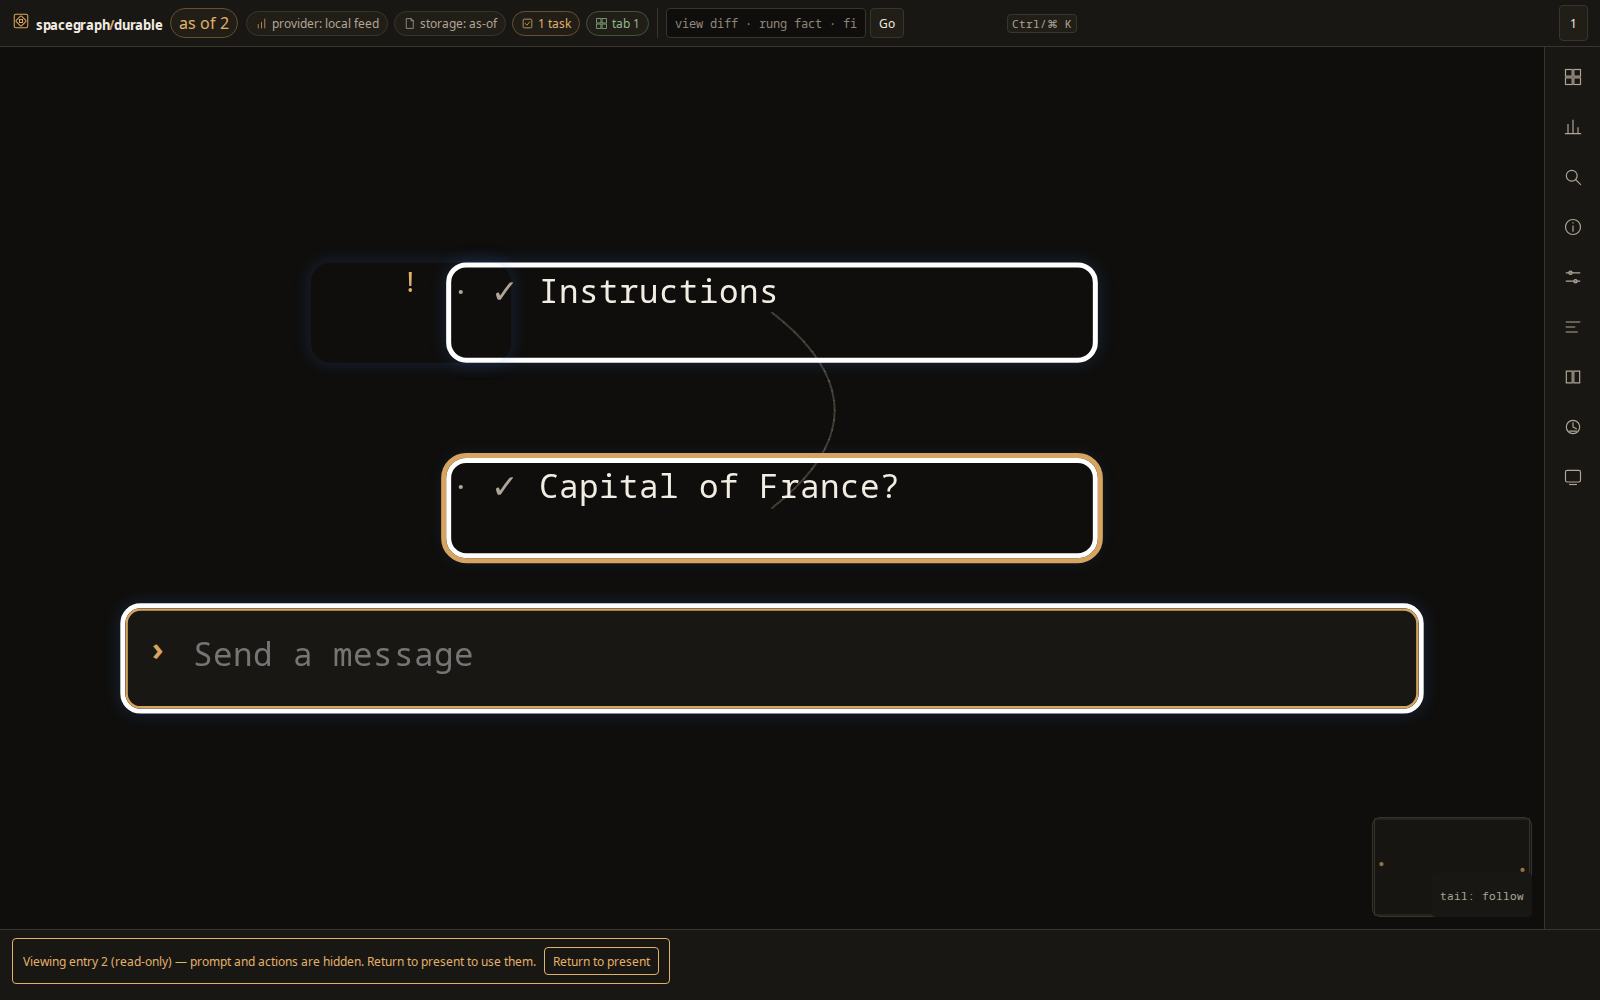 spacegraph/durable as of 2 provider: local feed storage: as-of 1 task tab 1 view diff · rung fact · fi Go Ctrl/⌘ K 1
!
· ✓ Instructions
· ✓ Capital of France?
› Send a message
tail: follow
Viewing entry 2 (read-only) — prompt and actions are hidden. Return to present to use them. Return to present